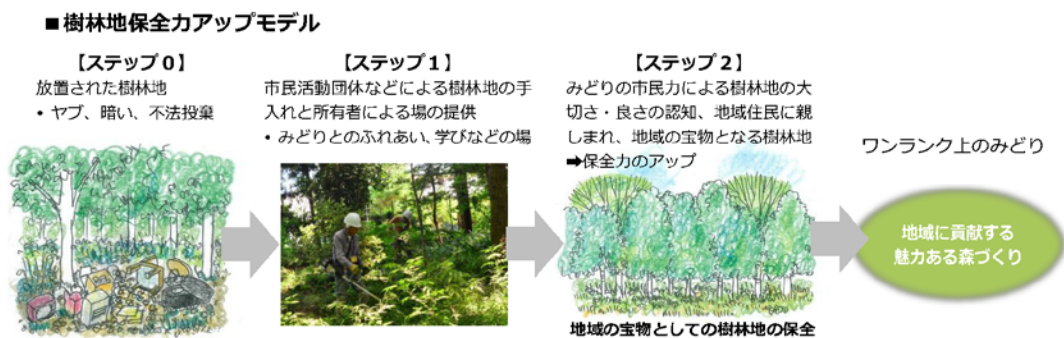 ■樹林地保全力アップモデル
【ステップ0】
放置された樹林地
• ヤブ、暗い、不法投棄
【ステップ1】
市民活動団体などによる樹林地の手
入れと所有者による場の提供
• みどりとのふれあい、学びなどの場
【ステップ2】
みどりの市民力による樹林地の大
切さ・良さの認知、地域住民に親
しまれ、地域の宝物となる樹林地
➡保全力のアップ
地域の宝物としての樹林地の保全
ワンランク上のみどり
地域に貢献する
魅力ある森づくり